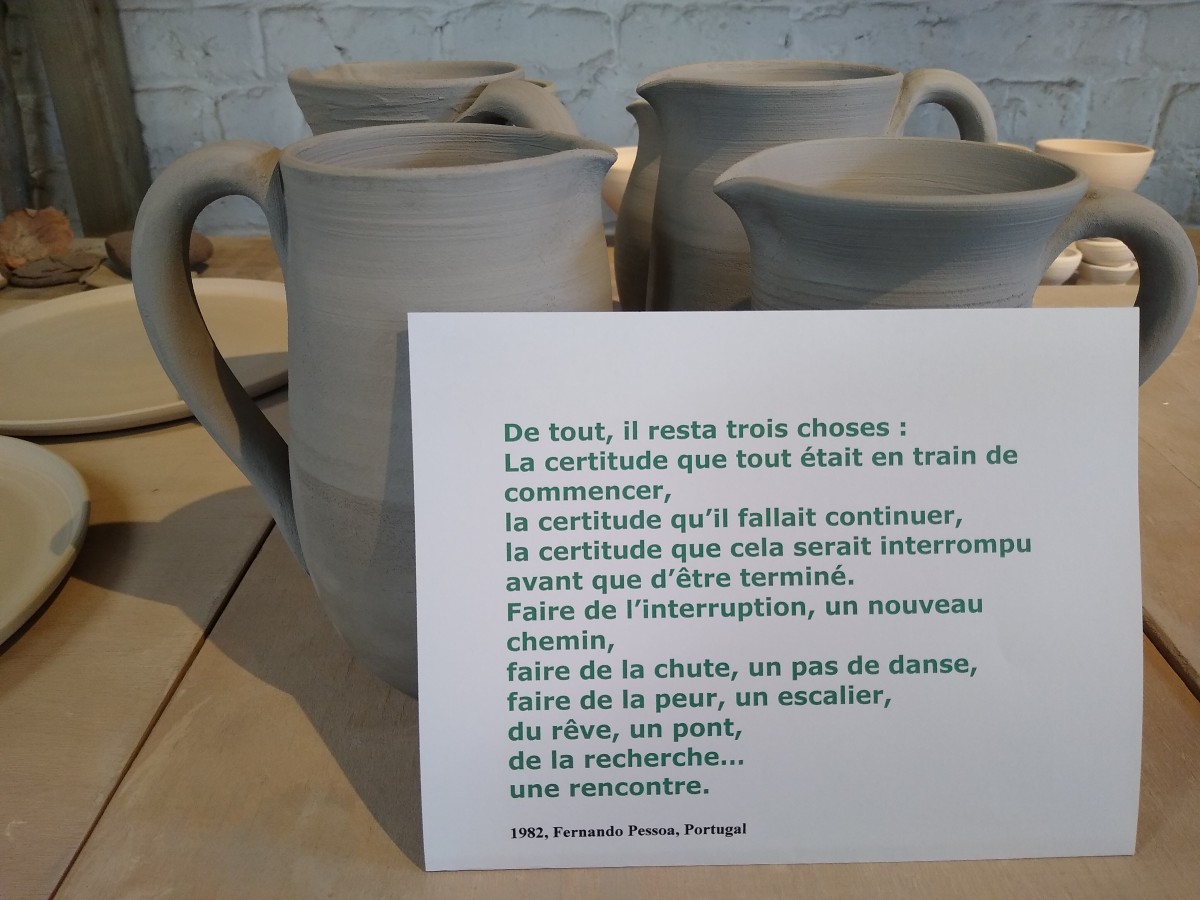 De tout, il resta trois choses :
La certitude que tout était en train de
commencer,
la certitude qu’il fallait continuer,
la certitude que cela serait interrompu
avant que d’être terminé.
Faire de l’interruption, un nouveau
chemin,
faire de la chute, un pas de danse,
faire de la peur, un escalier,
du rêve, un pont,
de la recherche...
une rencontre.
1982, Fernando Pessoa, Portugal